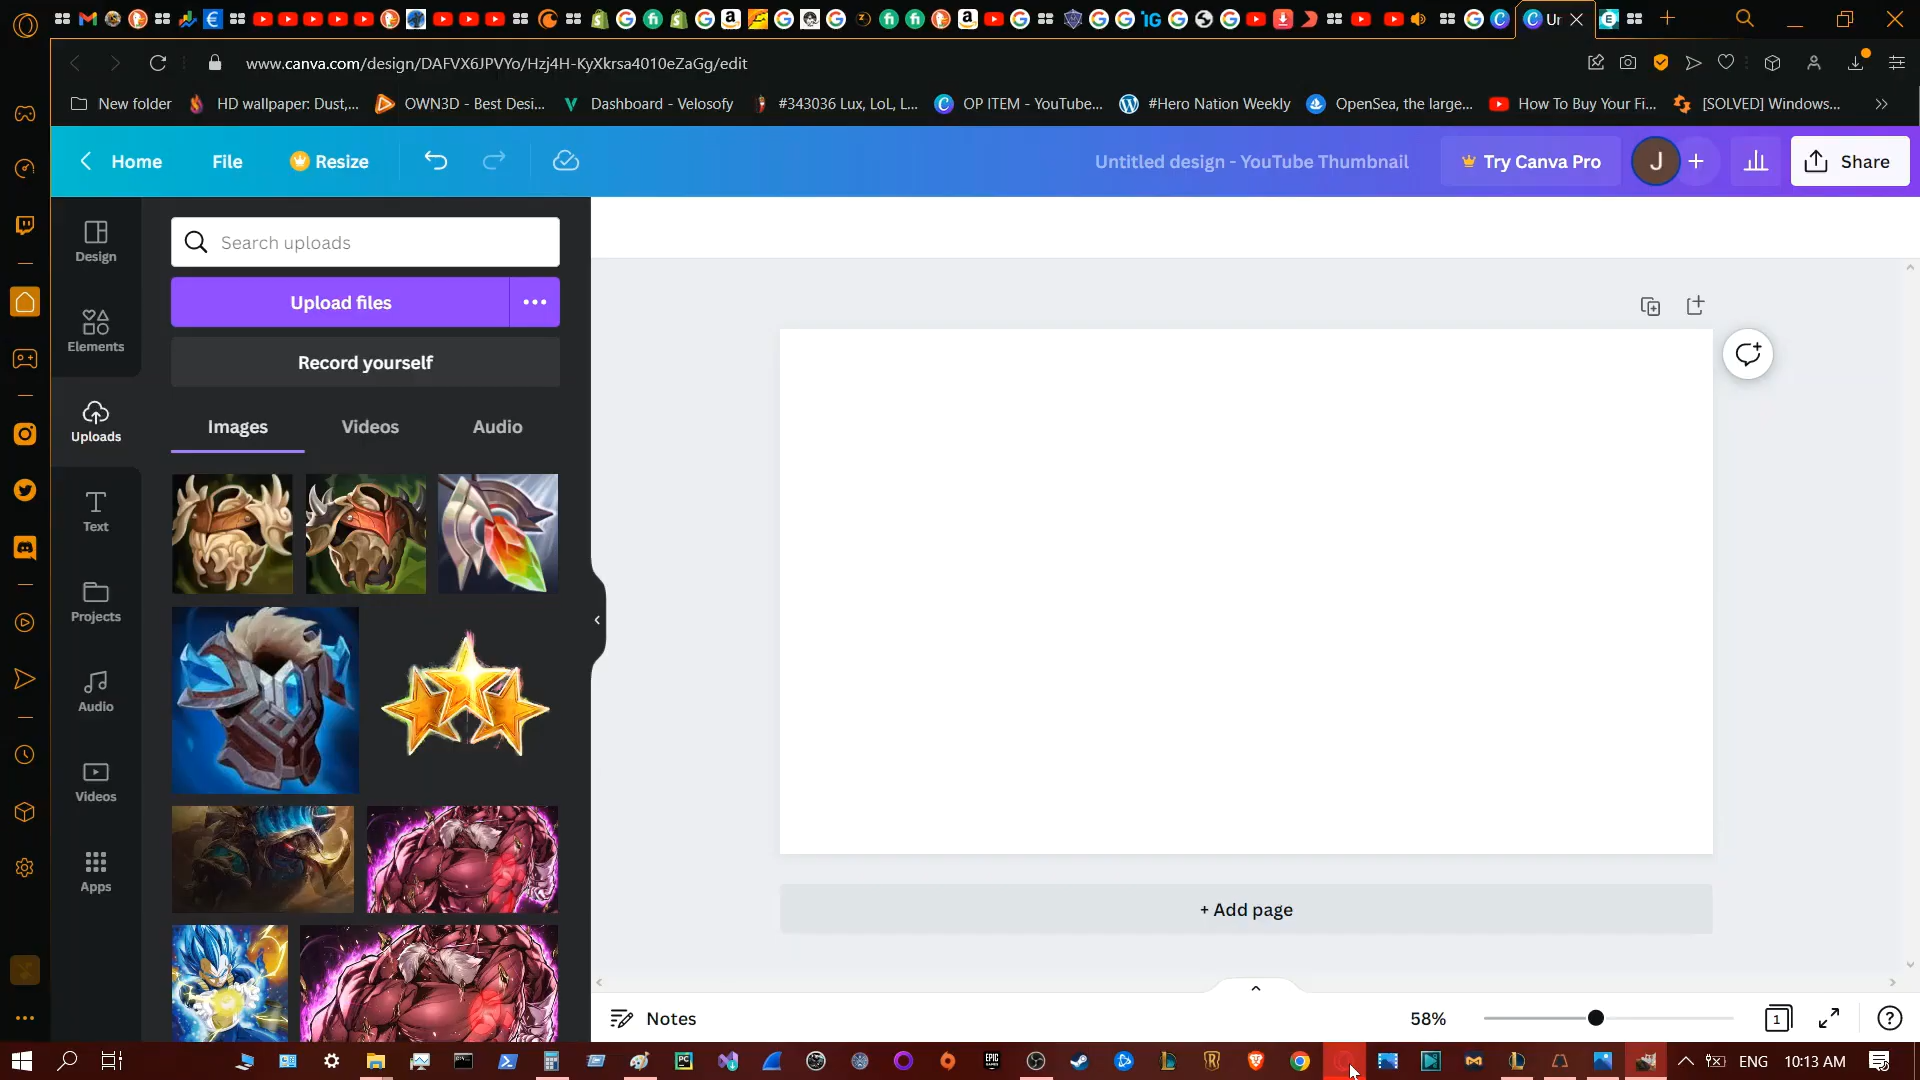 Ur
www.canva.com/design/DAFVX6JPVYo/Hzj4H-KyXkrsa4010eZaGg/edit
New folder
HD wallpaper: Dust,...
OWN3D - Best Desi...
Dashboard - Velosofy
#343036 Lux, LoL, L...
OP ITEM - YouTube...
#Hero Nation Weekly
OpenSea, the large...
How To Buy Your Fi...
[SOLVED] Windows...
Home
File
Resize
Untitled design - YouTube Thumbnail
Try Canva Pro
J
Share
Design
Elements
Uploads
Text
Projects
Audio
Videos
Apps
Search uploads
Upload files
Record yourself
Images
Videos
Audio
+ Add page
Notes
58%
1
ENG
10:13 AM